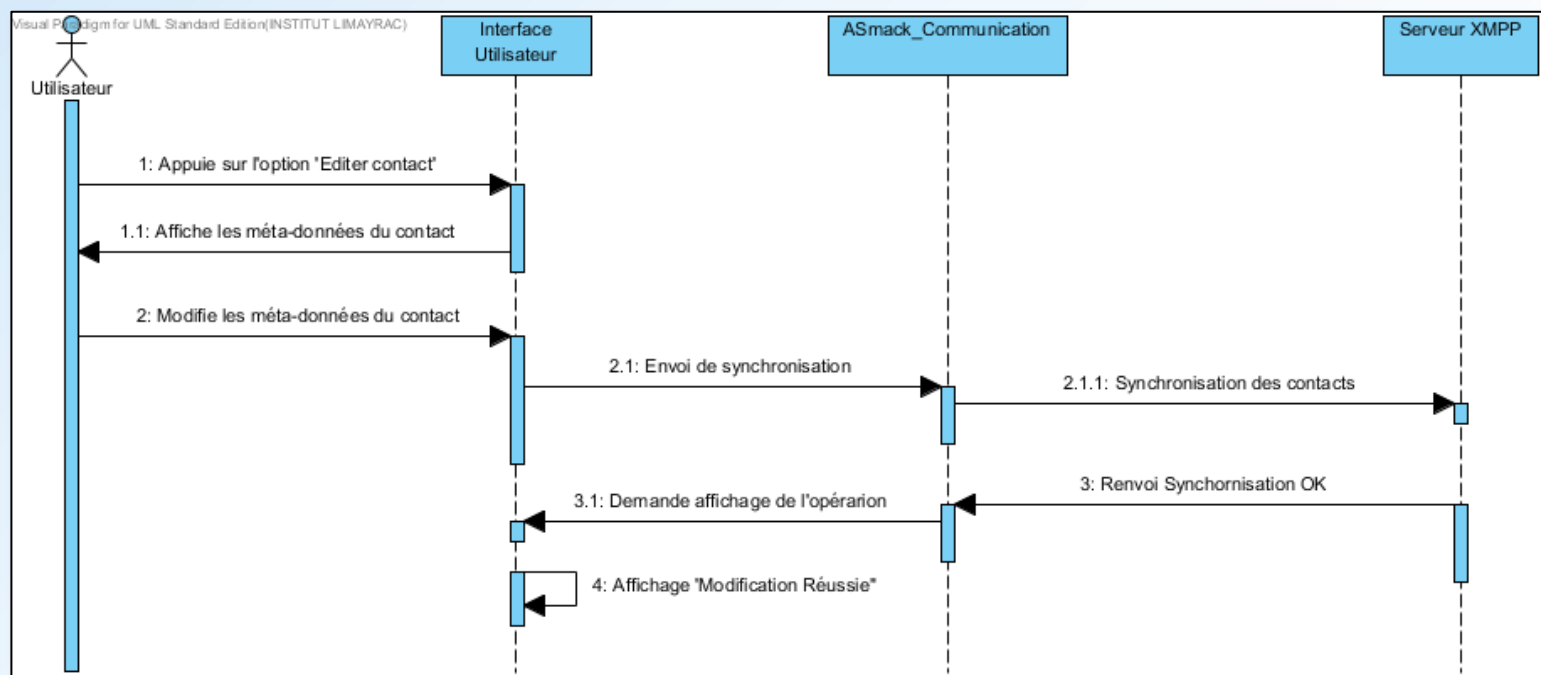 Visual Paradigm for UML Standard Edition(INSTITUT LIMAYRAC)
Utilisateur
Interface
Utilisateur
ASmack_Communication
Serveur XMPP
1: Appuie sur l'option 'Editer contact'
1.1: Affiche les méta-données du contact
2: Modifie les méta-données du contact
2.1: Envoi de synchronisation
2.1.1: Synchronisation des contacts
3: Renvoi Synchornisation OK
3.1: Demande affichage de l'opérarion
4: Affichage "Modification Réussie"